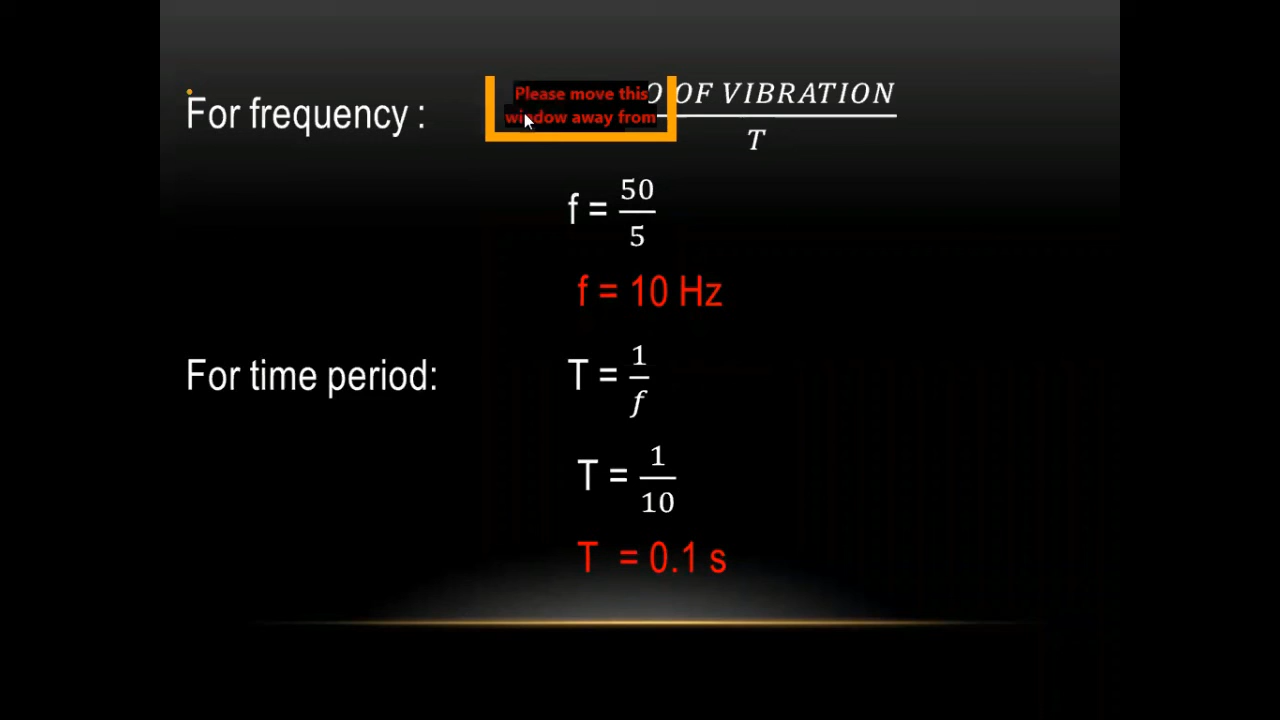 For frequency :
Please move this
window away from
O OF VIBRATION
T
f = 50/5
f = 10 Hz
For time period:
T = 1/f
T = 1/10
T = 0.1 s